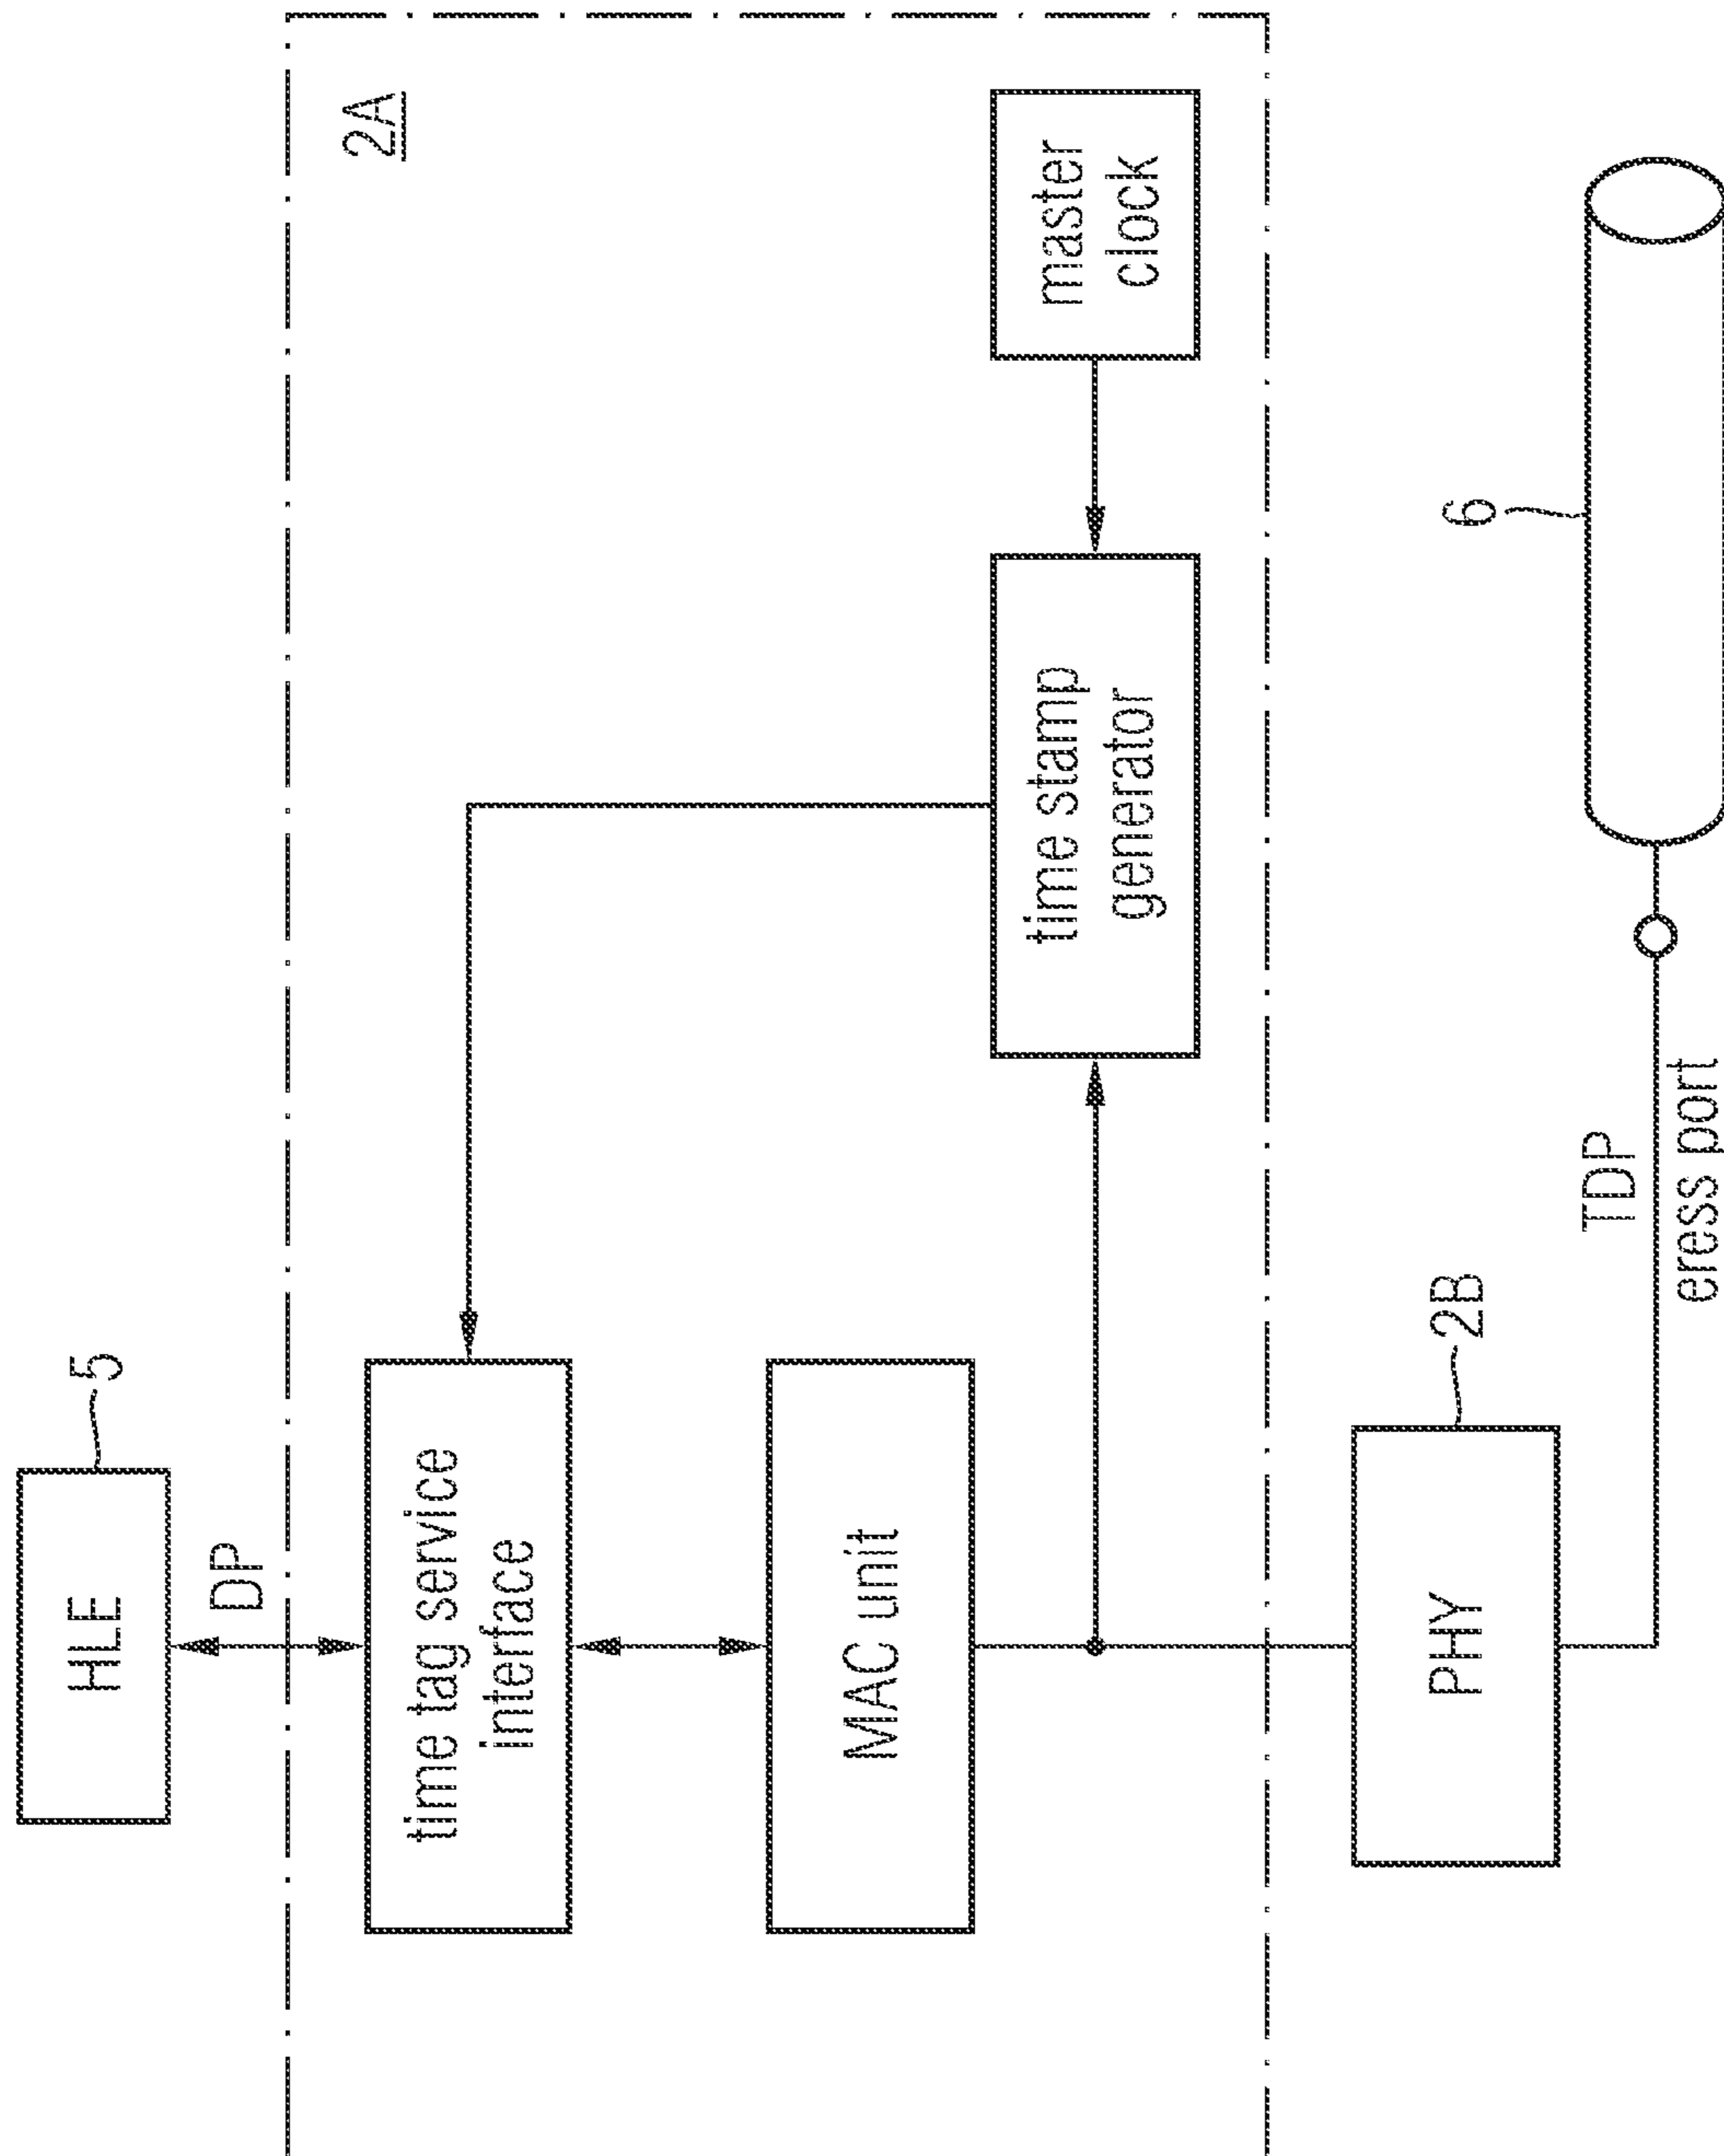 5
HLE
DP
2A
time tag service
interface
MAC unit
time stamp
generator
master
clock
2B
PHY
TDP
eress port
6